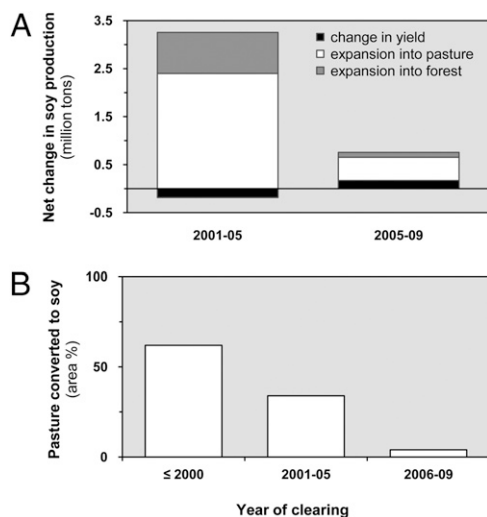 A
Net change in soy production
(million tons)
3.5
2.5
1.5
0.5
-0.5
change in yield
expansion into pasture
expansion into forest
2001-05
2005-09
B
Pasture converted to soy
(area %)
100
50
0
≤ 2000
2001-05
2006-09
Year of clearing